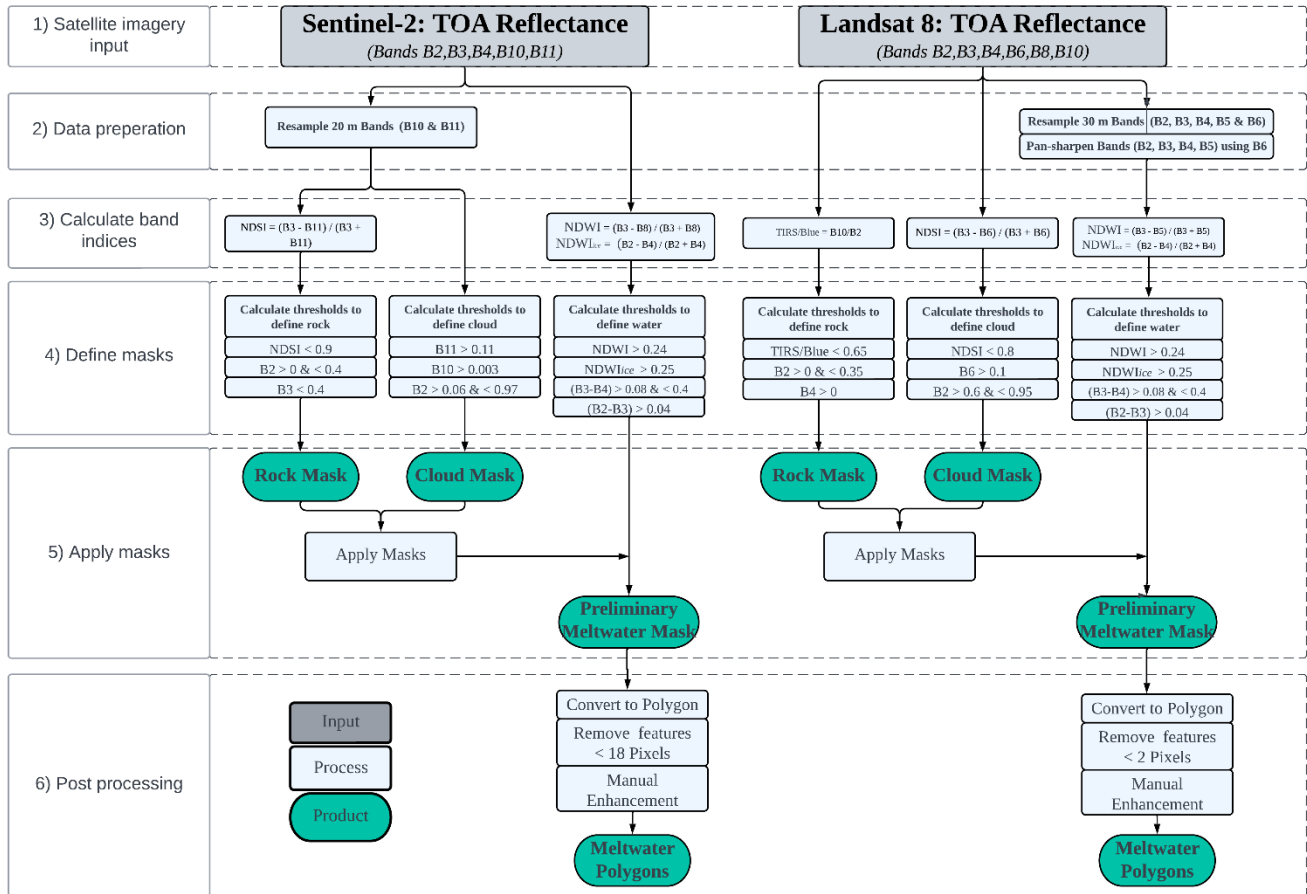 1) Satellite imagery
input
Sentinel-2: TOA Reflectance
(Bands B2,B3,B4,B10,B11)
Landsat 8: TOA Reflectance
(Bands B2,B3,B4,B6,B8,B10)
2) Data preperation
Resample 20 m Bands (B10 & B11)
Resample 30 m Bands (B2, B3, B4, B5 & B6)
Pan-sharpen Bands (B2, B3, B4, B5) using B6
3) Calculate band
indices
NDSI = (B3 - B11) / (B3 +
B11)
NDWI = (B3 - B8) / (B3 + B8)
NDWIice = (B2 - B4) / (B2 + B4)
TIRS/Blue = B10/B2
NDSI = (B3 - B6) / (B3 + B6)
NDWI = (B3 - B5) / (B3 + B5)
NDWIice = (B2 - B4) / (B2 + B4)
4) Define masks
Calculate thresholds to
define rock
NDSI < 0.9
B2 > 0 & < 0.4
B3 < 0.4
Calculate thresholds to
define cloud
B11 > 0.11
B10 > 0.003
B2 > 0.06 & < 0.97
Calculate thresholds to
define water
NDWI > 0.24
NDWIice > 0.25
(B3-B4) > 0.08 & < 0.4
(B2-B3) > 0.04
Calculate thresholds to
define rock
TIRS/Blue < 0.65
B2 > 0 & < 0.35
B4 > 0
Calculate thresholds to
define cloud
NDSI < 0.8
B6 > 0.1
B2 > 0.6 & < 0.95
Calculate thresholds to
define water
NDWI > 0.24
NDWIice > 0.25
(B3-B4) > 0.08 & < 0.4
(B2-B3) > 0.04
5) Apply masks
Rock Mask
Cloud Mask
Apply Masks
Preliminary
Meltwater Mask
Rock Mask
Cloud Mask
Apply Masks
Preliminary
Meltwater Mask
6) Post processing
Input
Process
Product
Convert to Polygon
Remove features
< 18 Pixels
Manual
Enhancement
Meltwater
Polygons
Convert to Polygon
Remove features
< 2 Pixels
Manual
Enhancement
Meltwater
Polygons